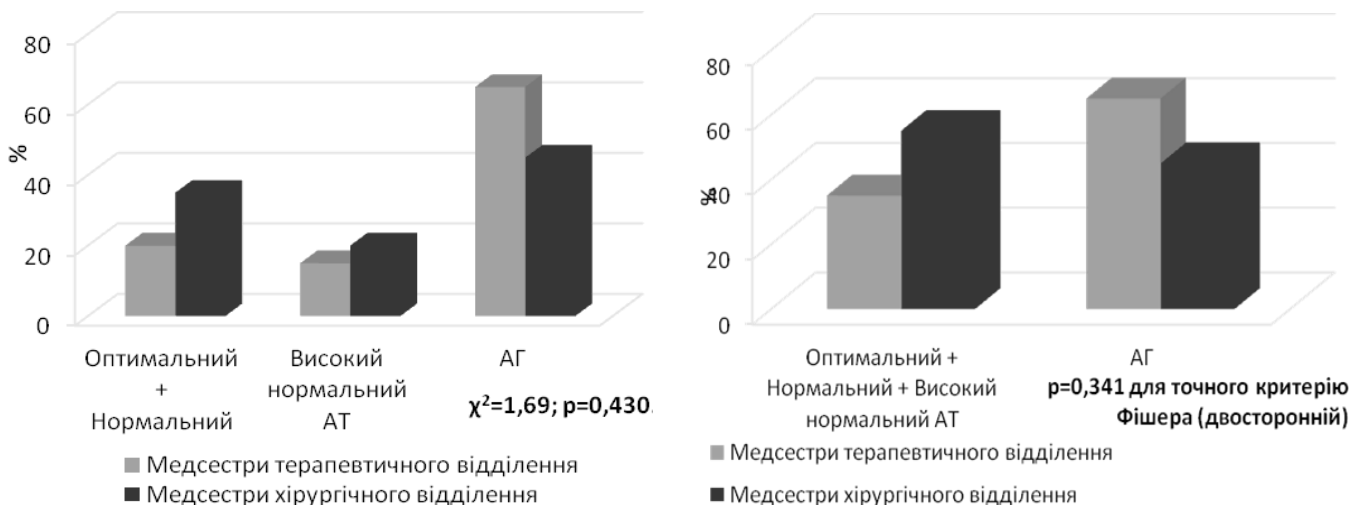 80
60
40
20
0
%
Оптимальний
+
Нормальний
Високий
нормальний
АТ
АГ
χ²=1,69; p=0,430.
Медсестри терапевтичного відділення
Медсестри хірургічного відділення
80
60
40
20
0
%
Оптимальний +
Нормальний + Високий
нормальний АТ
АГ
p=0,341 для точного критерію
Фішера (двосторонній)
Медсестри терапевтичного відділення
Медсестри хірургічного відділення